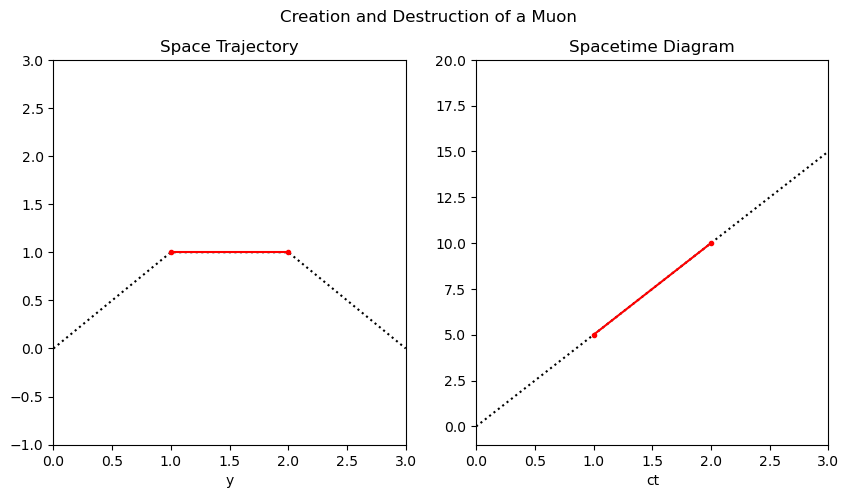 Creation and Destruction of a Muon
Space Trajectory
3.0
2.5
2.0
1.5
1.0
0.5
0.0
−0.5
−1.0
0.0 0.5 1.0 1.5 2.0 2.5 3.0
y
Spacetime Diagram
20.0
17.5
15.0
12.5
10.0
7.5
5.0
2.5
0.0
0.0 0.5 1.0 1.5 2.0 2.5 3.0
ct